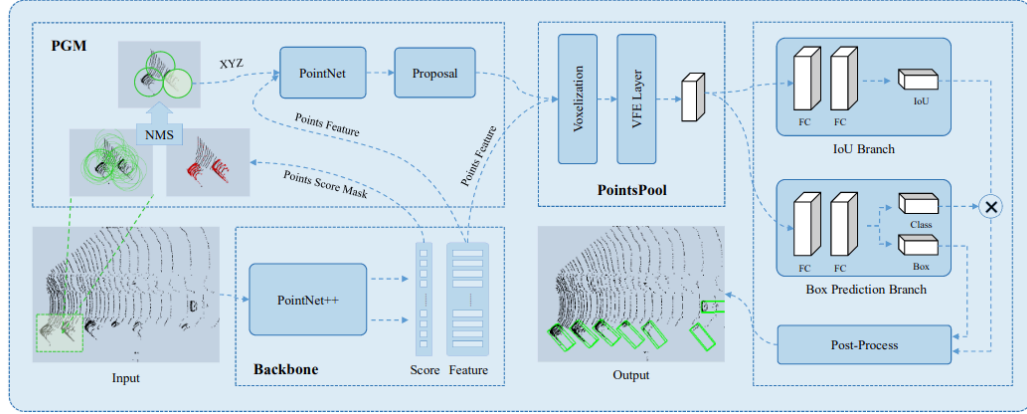 PGM
XYZ
PointNet
Proposal
NMS
Points Feature
Points Score Mask
Points Feature
Voxelization
VFE Layer
PointsPool
FC
FC
IoU
IoU Branch
FC
FC
Class
Box
Box Prediction Branch
Post-Process
Input
PointNet++
Backbone
Score
Feature
Output